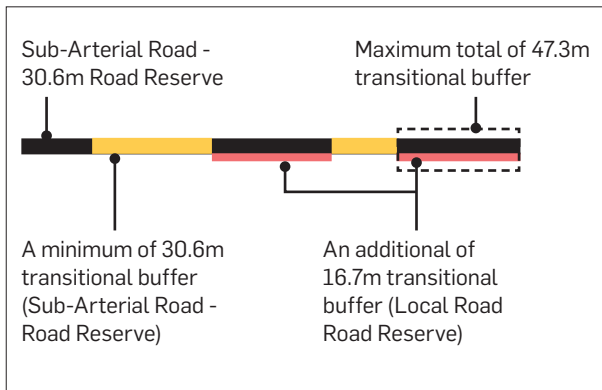 Sub-Arterial Road -
30.6m Road Reserve
Maximum total of 47.3m
transitional buffer
A minimum of 30.6m
transitional buffer
(Sub-Arterial Road -
Road Reserve)
An additional of
16.7m transitional
buffer (Local Road
Road Reserve)